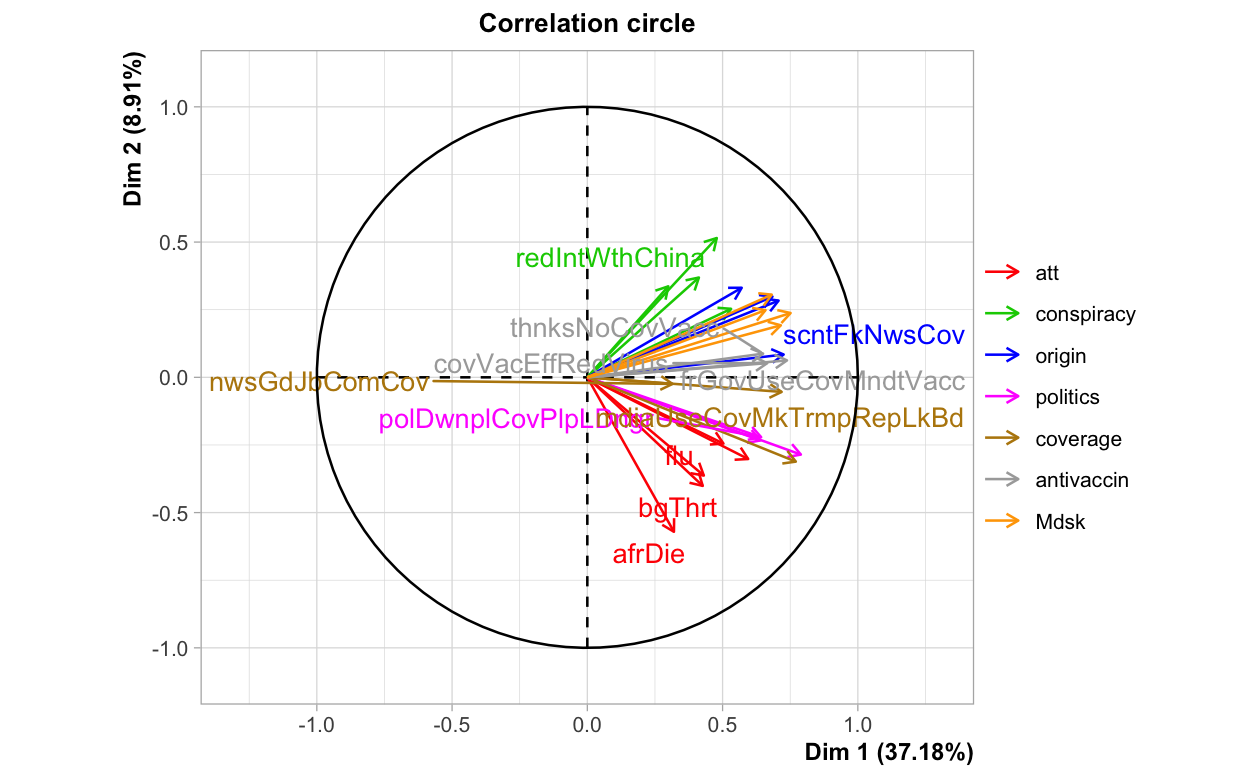 Correlation circle
Dim 2 (8.91%)
1.0
0.5
0.0
-0.5
-1.0
redIntWthChina
thnksNoCovVacc
scntFkNwsCov
covVacEffRedVrus
nwsGdJbComCov
frGovUseCovMndtVacc
polDwnplCovPlpLDngr
mdiaUseCovMkTrmpRepLkBd
flu
bgThrt
afrDie
att
conspiracy
origin
politics
coverage
antivaccin
Mdsk
-1.0
-0.5
0.0
0.5
1.0
Dim 1 (37.18%)